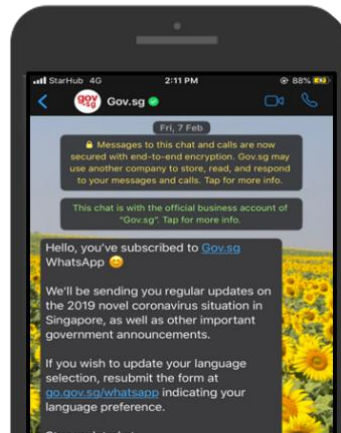 StarHub 4G 2:11 PM 88%
gov sg Gov.sg
Fri, 7 Feb
Messages to this chat and calls are now
secured with end-to-end encryption. Gov.sg may
use another company to store, read, and respond
to your messages and calls. Tap for more info.
This chat is with the official business account of
"Gov.sg". Tap for more info.
Hello, you've subscribed to Gov.sg
WhatsApp 😊
We'll be sending you regular updates on
the 2019 novel coronavirus situation in
Singapore, as well as other important
government announcements.
If you wish to update your language
selection, resubmit the form at
go.gov.sg/whatsapp indicating your
language preference.